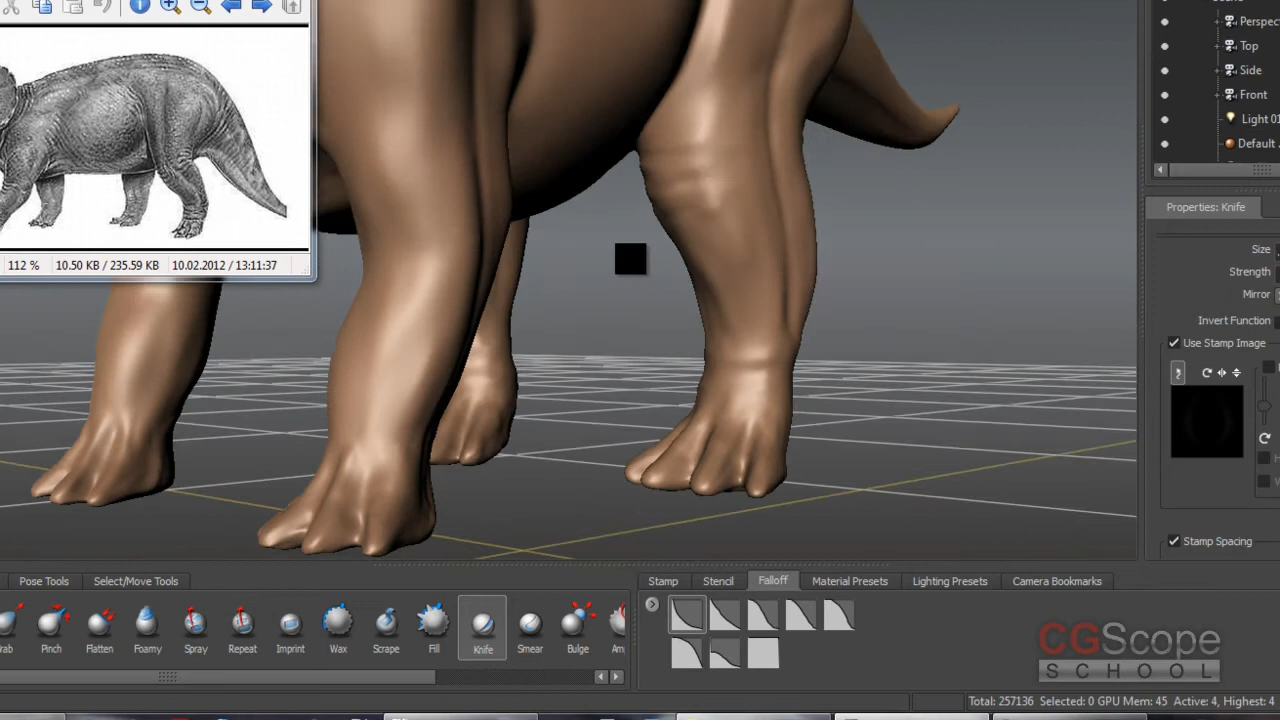 Perspec
Top
Side
Front
Light 01
Default
Properties: Knife
Size
Strength
Mirror
Invert Function
Use Stamp Image
Stamp Spacing
112 % 10.50 KB / 235.59 KB 10.02.2012 / 13:11:37
Pose Tools Select/Move Tools
Stamp Stencil Falloff Material Presets Lighting Presets Camera Bookmarks
rab Pinch Flatten Foamy Spray Repeat Imprint Wax Scrape Fill Knife Smear Bulge Am
CGScope
SCHOOL
Total: 257136 Selected: 0 GPU Mem: 45 Active: 4, Highest: 4